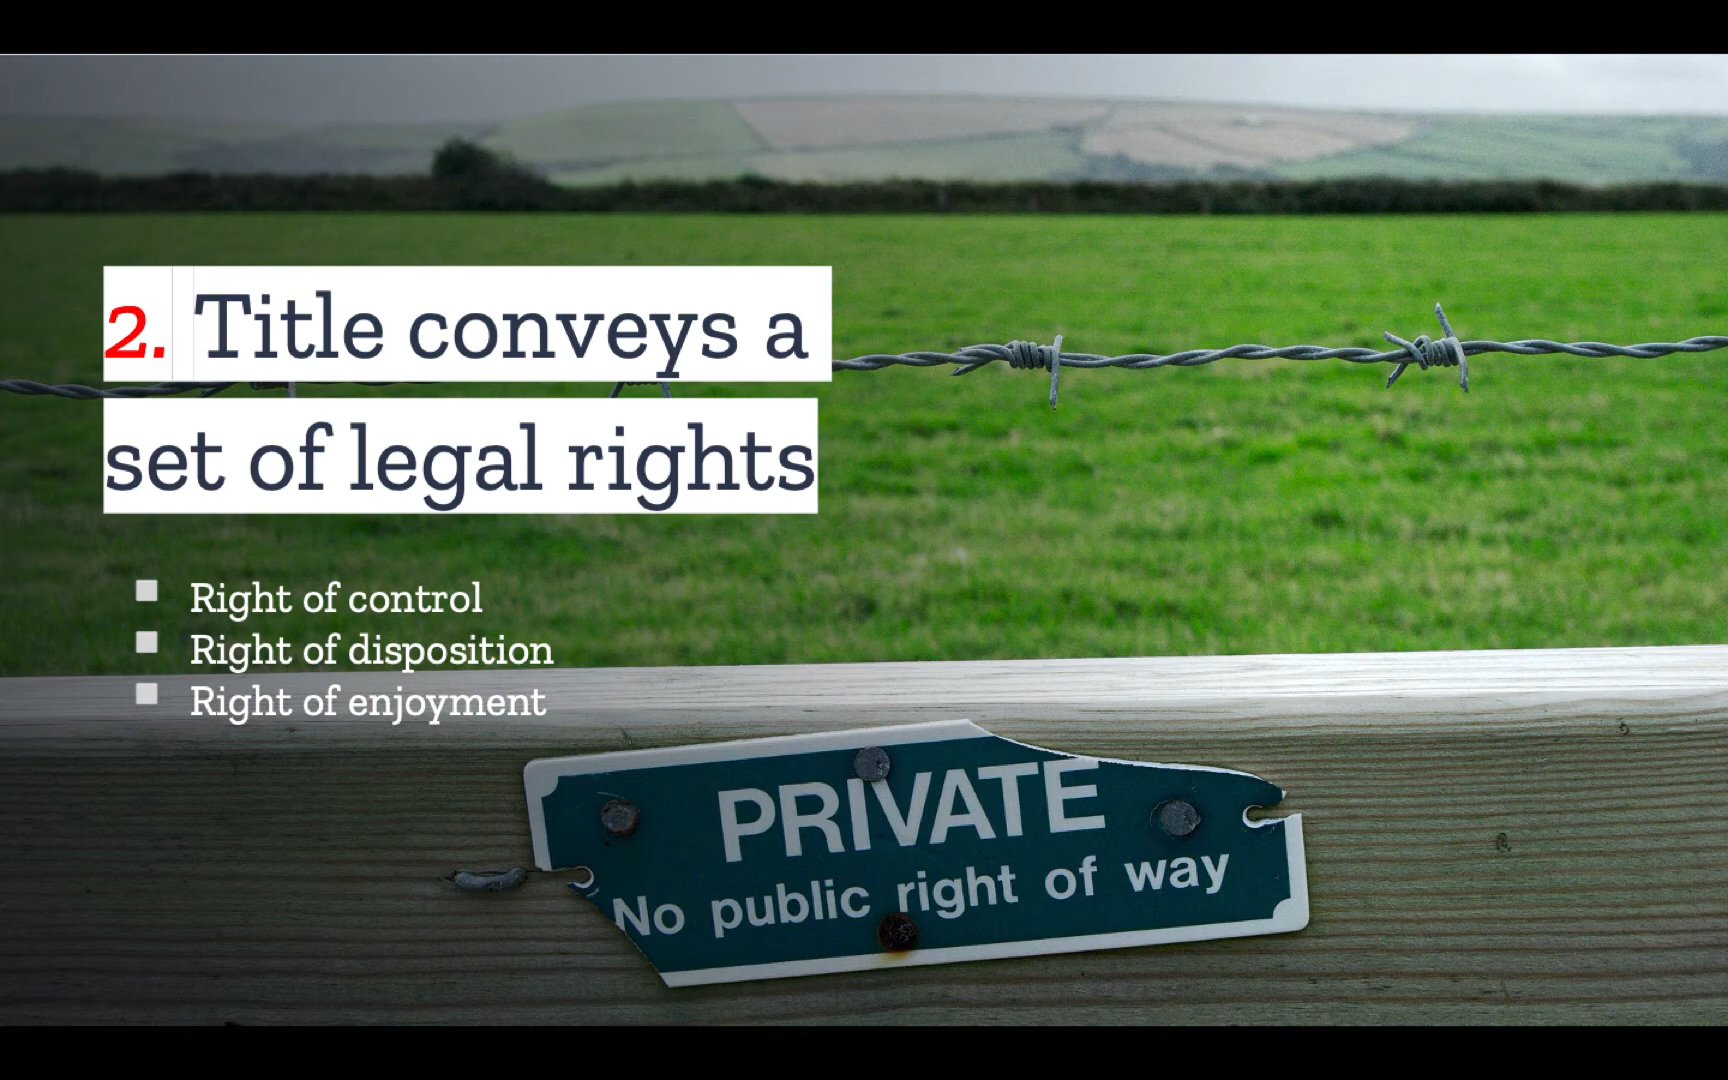 2. Title conveys a
set of legal rights
Right of control
Right of disposition
Right of enjoyment
PRIVATE
No public right of way